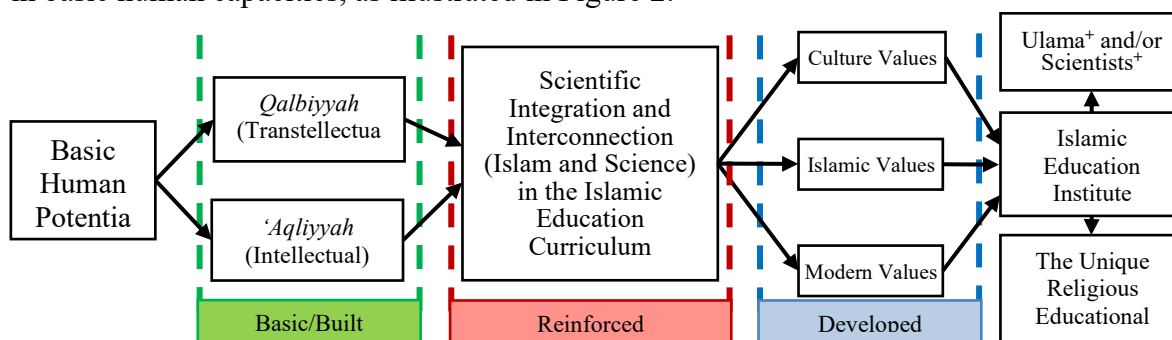 in basic human capacities, as illustrated in Figure 2.
Basic
Human
Potentia
Qalbiyyah
(Transtellectua
‘Aqliyyah
(Intellectual)
Basic/Built
Scientific
Integration and
Interconnection
(Islam and Science)
in the Islamic
Education
Curriculum
Reinforced
Culture Values
Islamic Values
Modern Values
Developed
Ulama⁺ and/or
Scientists⁺
Islamic
Education
Institute
The Unique
Religious
Educational